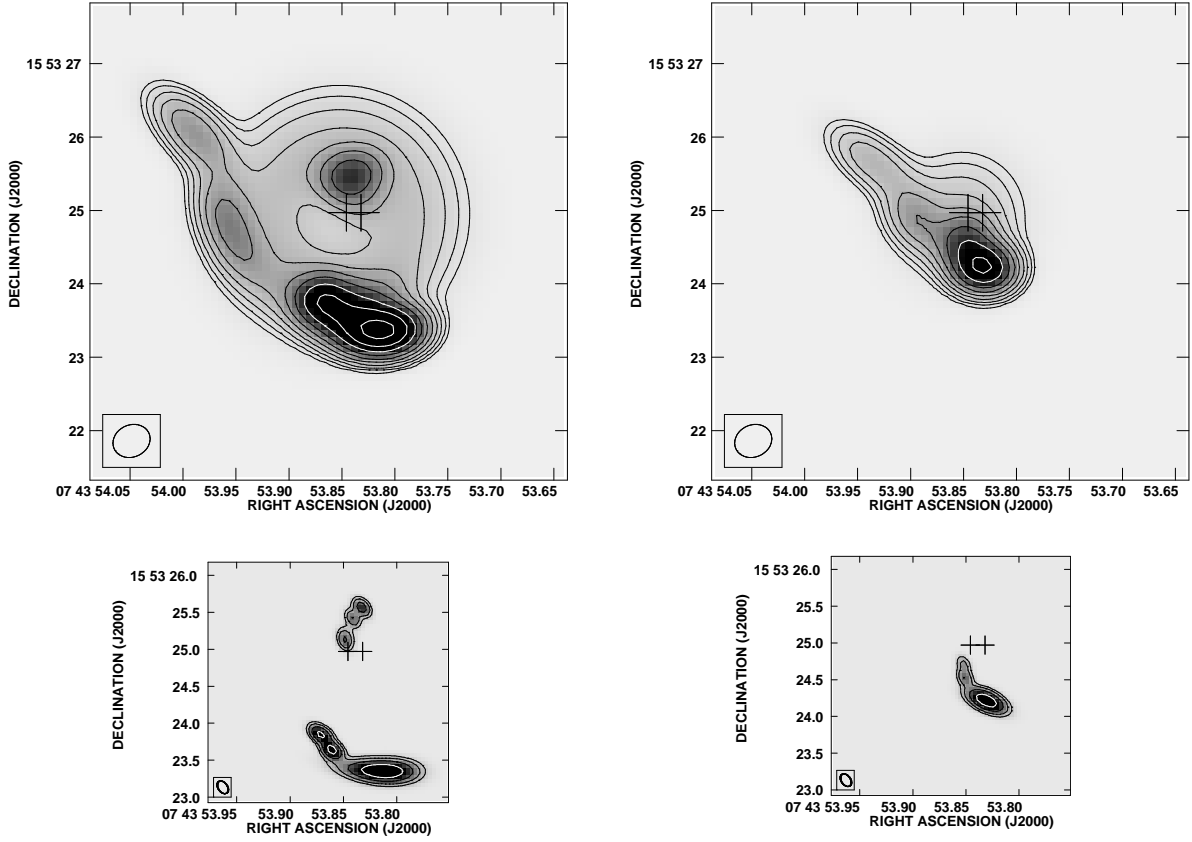 DECLINATION (J2000)
15 53 27
26
25
24
23
22
07 43 54.05 54.00 53.95 53.90 53.85 53.80 53.75 53.70 53.65
RIGHT ASCENSION (J2000)
DECLINATION (J2000)
15 53 27
26
25
24
23
22
07 43 54.05 54.00 53.95 53.90 53.85 53.80 53.75 53.70 53.65
RIGHT ASCENSION (J2000)
DECLINATION (J2000)
15 53 26.0
25.5
25.0
24.5
24.0
23.5
23.0
07 43 53.95 53.90 53.85 53.80
RIGHT ASCENSION (J2000)
DECLINATION (J2000)
15 53 26.0
25.5
25.0
24.5
24.0
23.5
23.0
07 43 53.95 53.90 53.85 53.80
RIGHT ASCENSION (J2000)